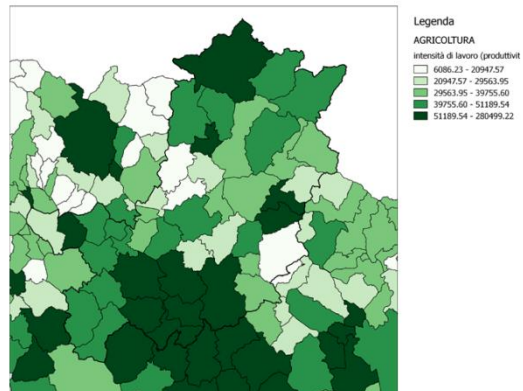 Legenda
AGRICOLTURA
intensità di lavoro (produttivit
6086.23 - 20947.57
20947.57 - 29563.95
29563.95 - 39755.60
39755.60 - 51189.54
51189.54 - 280499.22